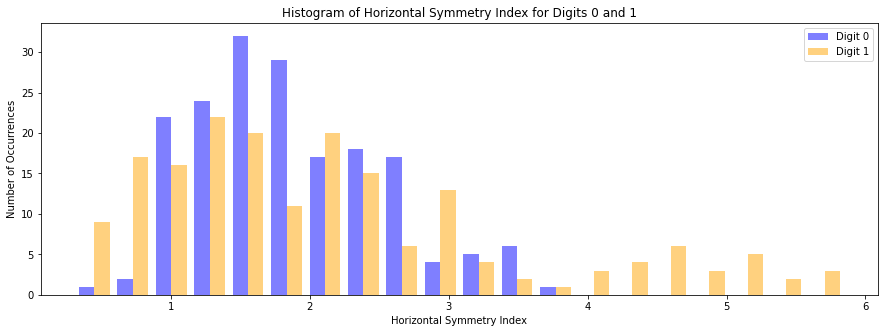 Histogram of Horizontal Symmetry Index for Digits 0 and 1
Digit 0
Digit 1
Number of Occurrences
30
25
20
15
10
5
0
1 2 3 4 5 6
Horizontal Symmetry Index